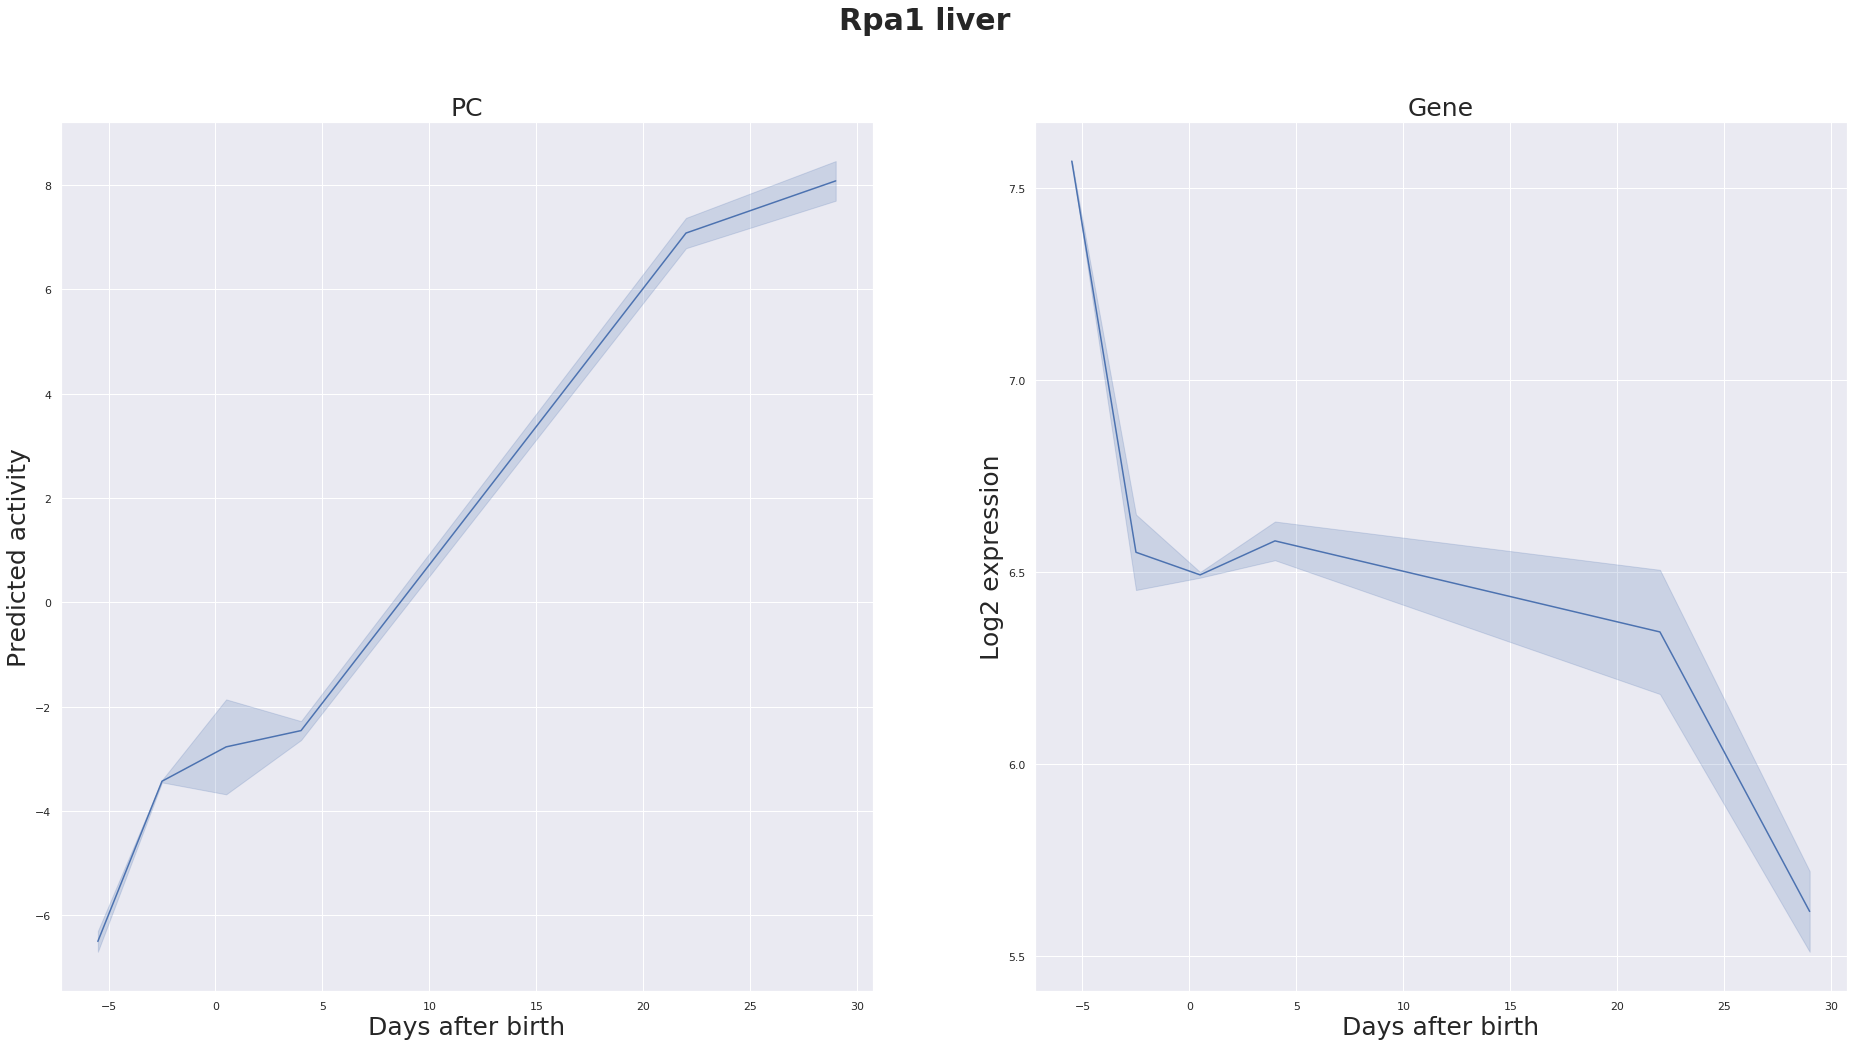 Rpa1 liver
PC
Predicted activity
8
6
4
2
0
−2
−4
−6
−5 0 5 10 15 20 25 30
Days after birth
Gene
Log2 expression
7.5
7.0
6.5
6.0
5.5
−5 0 5 10 15 20 25 30
Days after birth